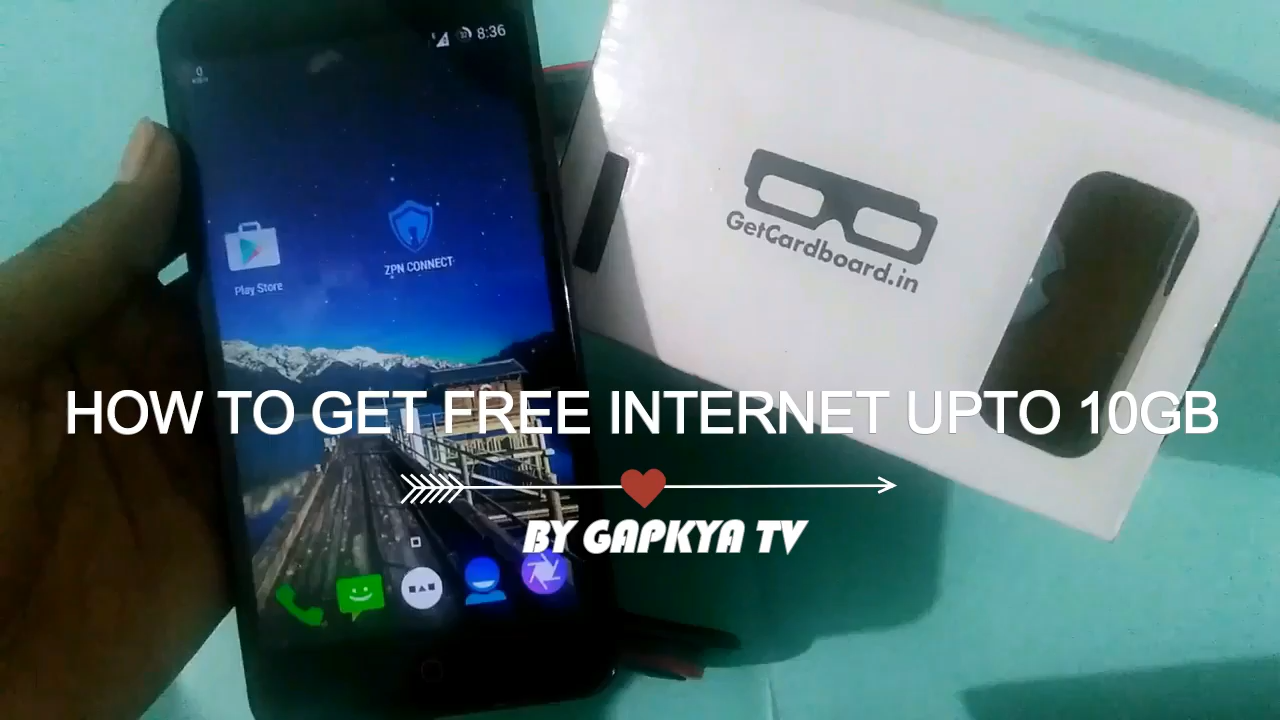 8:36
Play Store
ZPN CONNECT
GetCardboard.in
HOW TO GET FREE INTERNET UPTO 10GB
BY GAPKYA TV